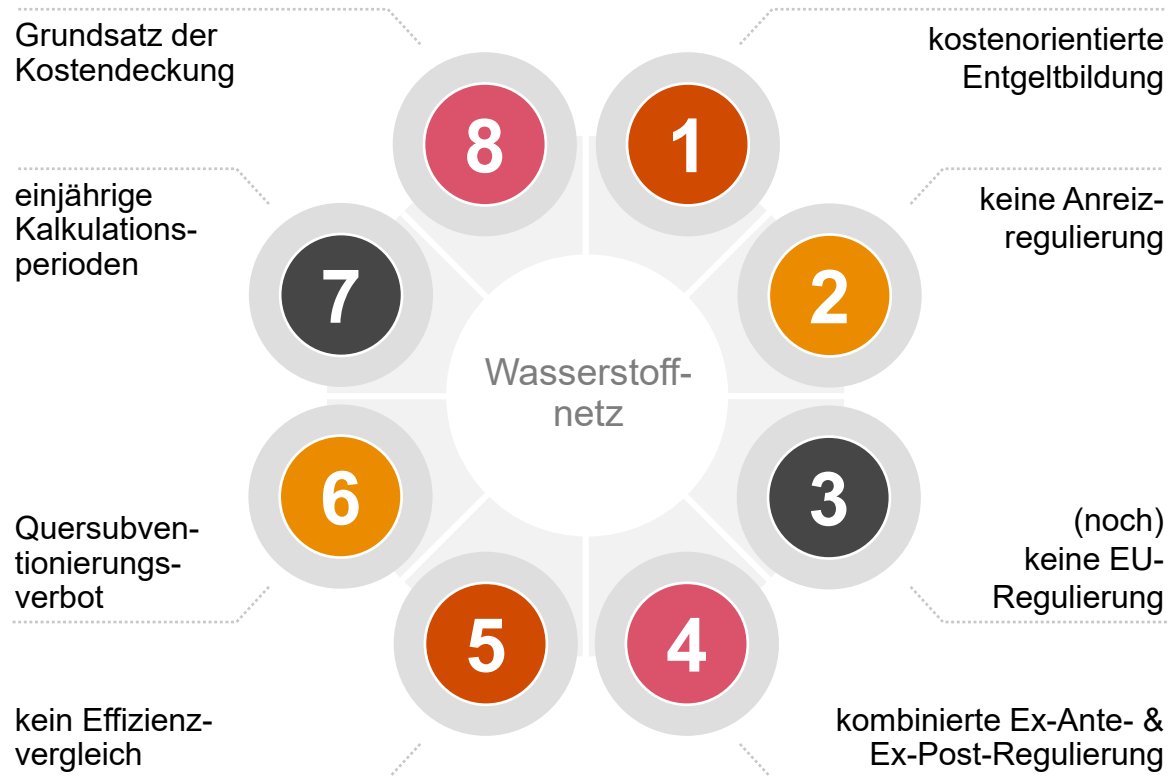 Grundsatz der
Kostendeckung
8
1
kostenorientierte
Entgeltbildung
einjährige
Kalkulations-
perioden
7
2
keine Anreiz-
regulierung
Wasserstoff-
netz
Quersubven-
tionierungs-
verbot
6
3
(noch)
keine EU-
Regulierung
kein Effizienz-
vergleich
5
4
kombinierte Ex-Ante- &
Ex-Post-Regulierung